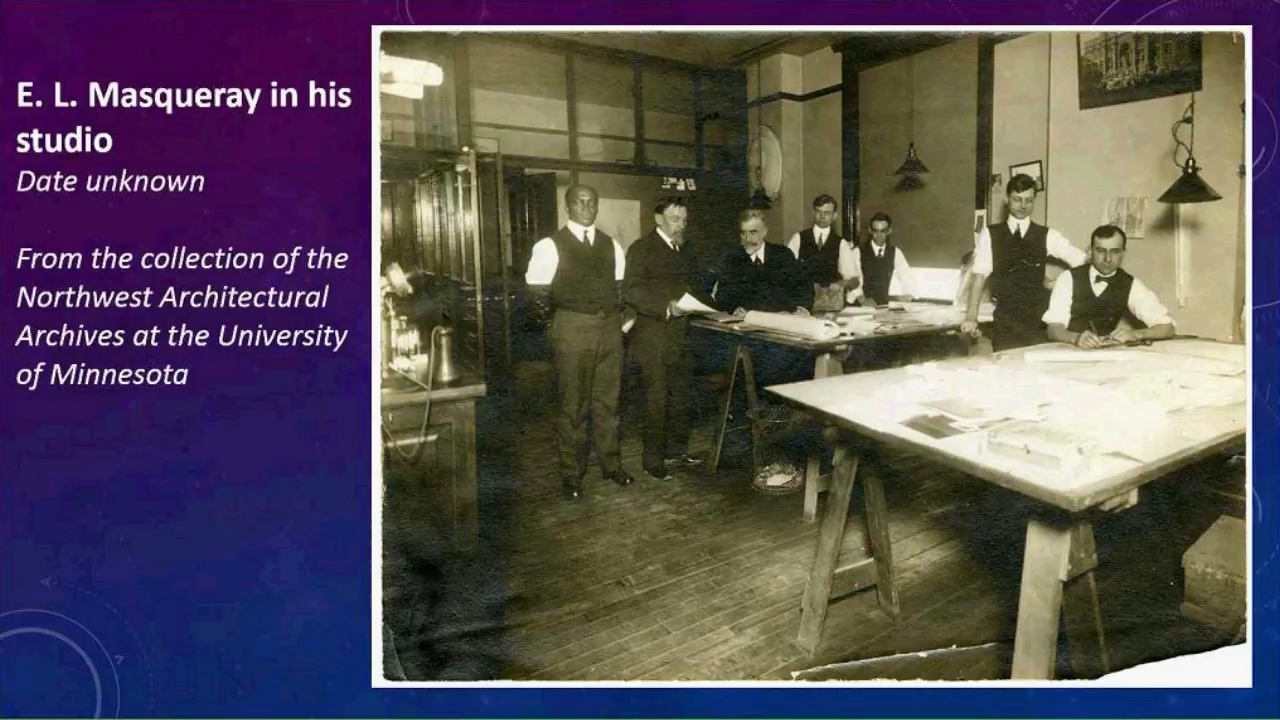 E. L. Masqueray in his
studio
Date unknown
From the collection of the
Northwest Architectural
Archives at the University
of Minnesota